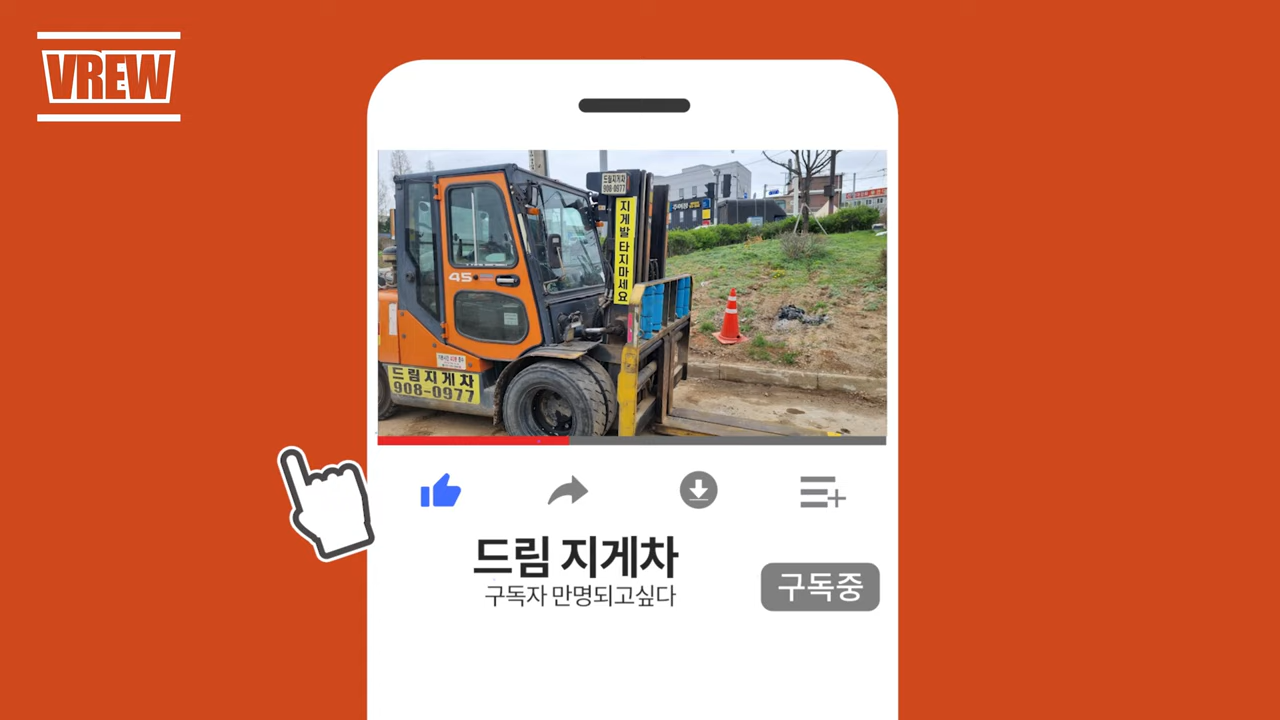 VREW
드림지게차
908-0977
지게발 타지마세요
45
드림지게차
908-0977
드림 지게차
구독자 만명되고싶다
구독중